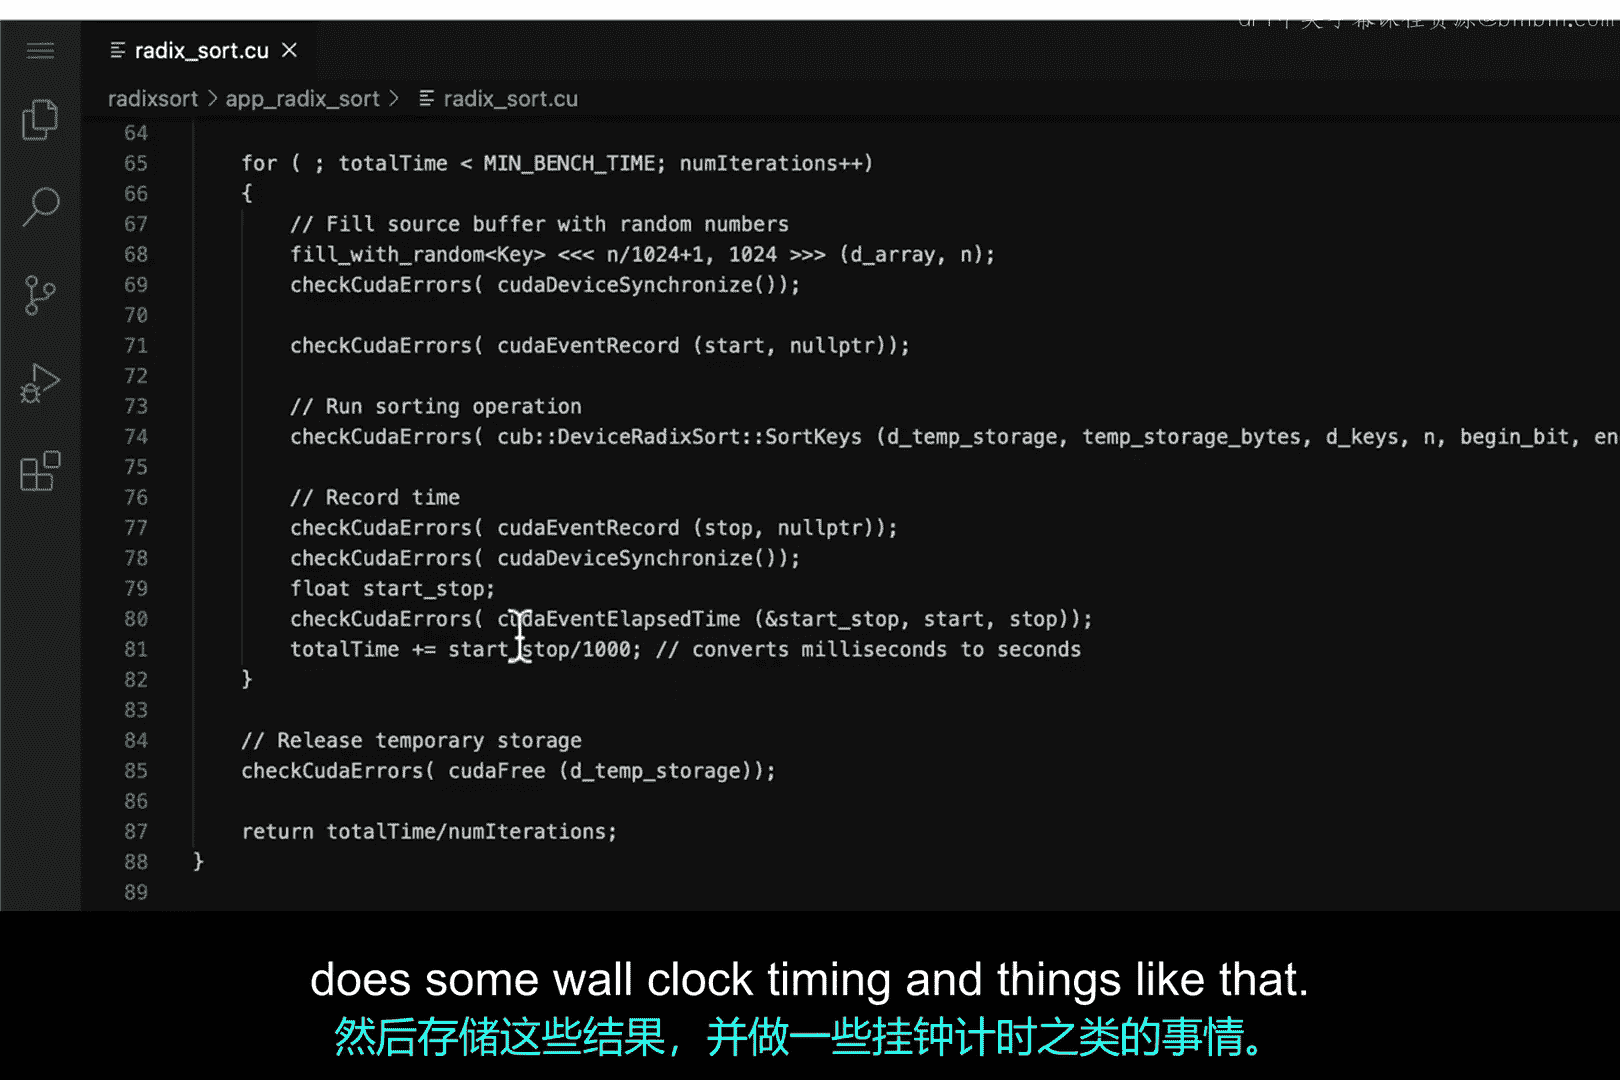 radix_sort.cu
radixsort > app_radix_sort > radix_sort.cu
64
65 for ( ; totalTime < MIN_BENCH_TIME; numIterations++)
66 {
67 // Fill source buffer with random numbers
68 fill_with_random<Key> <<< n/1024+1, 1024 >>> (d_array, n);
69 checkCudaErrors( cudaDeviceSynchronize());
70
71 checkCudaErrors( cudaEventRecord (start, nullptr));
72
73 // Run sorting operation
74 checkCudaErrors( cub::DeviceRadixSort::SortKeys (d_temp_storage, temp_storage_bytes, d_keys, n, begin_bit, en
75
76 // Record time
77 checkCudaErrors( cudaEventRecord (stop, nullptr));
78 checkCudaErrors( cudaDeviceSynchronize());
79 float start_stop;
80 checkCudaErrors( cudaEventElapsedTime (&start_stop, start, stop));
81 totalTime += start_stop/1000; // converts milliseconds to seconds
82 }
83
84 // Release temporary storage
85 checkCudaErrors( cudaFree (d_temp_storage));
86
87 return totalTime/numIterations;
88 }
89
does some wall clock timing and things like that.
然后存储这些结果，并做一些挂钟计时之类的事情。